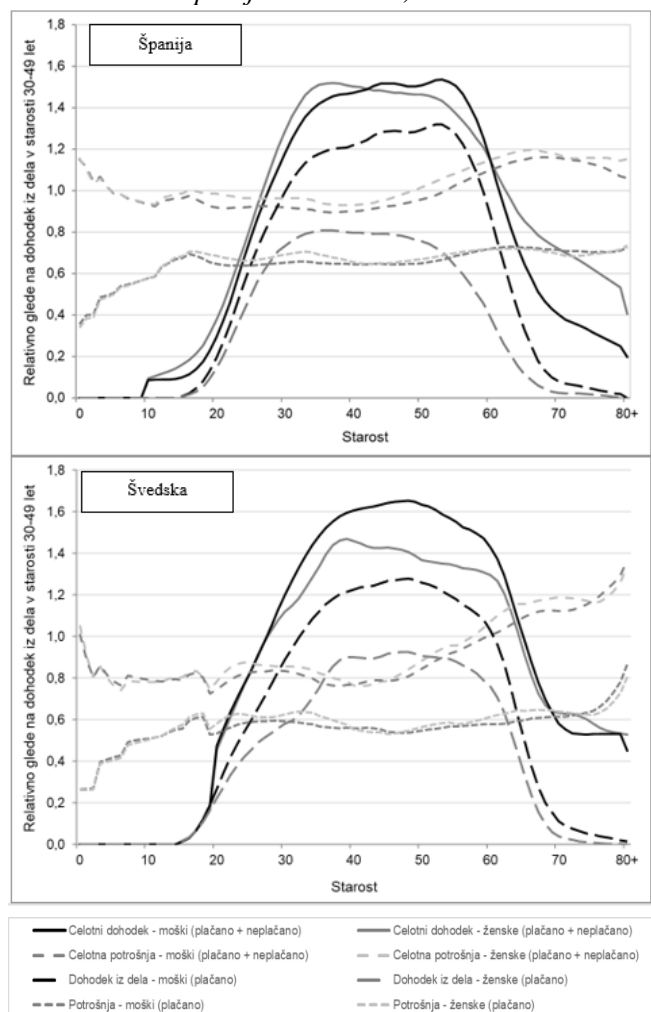 Španija
Relativno glede na dohodek iz dela v starosti 30-49 let
1,8
1,6
1,4
1,2
1,0
0,8
0,6
0,4
0,2
0,0
0 10 20 30 40 50 60 70 80+
Starost
Švedska
Relativno glede na dohodek iz dela v starosti 30-49 let
1,8
1,6
1,4
1,2
1,0
0,8
0,6
0,4
0,2
0,0
0 10 20 30 40 50 60 70 80+
Starost
Celotni dohodek - moški (plačano + neplačano) Celotni dohodek - ženske (plačano + neplačano)
Celotna potrošnja - moški (plačano + neplačano) Celotna potrošnja - ženske (plačano + neplačano)
Dohodek iz dela - moški (plačano) Dohodek iz dela - ženske (plačano)
Potrošnja - moški (plačano) Potrošnja - ženske (plačano)